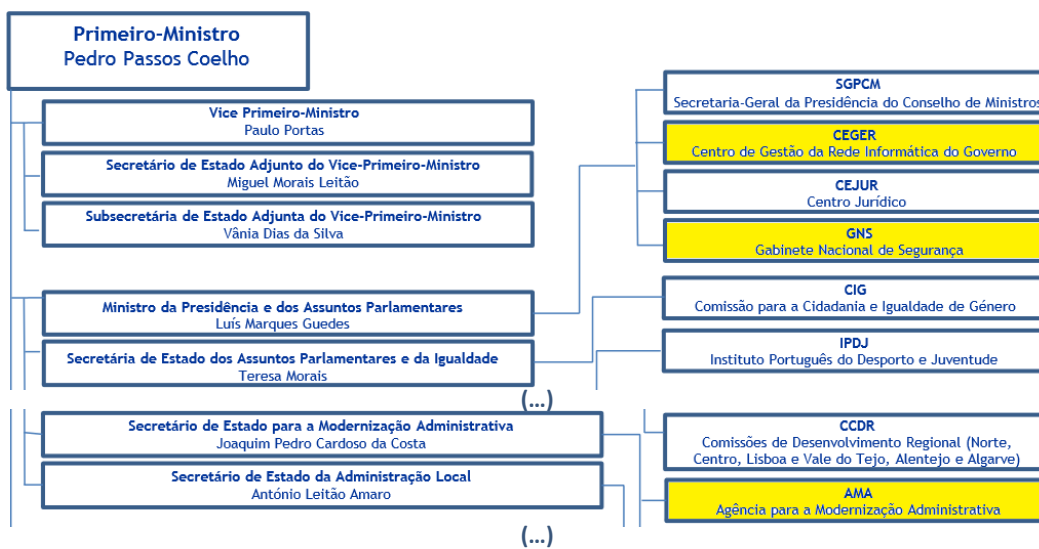 Primeiro-Ministro
Pedro Passos Coelho
Vice Primeiro-Ministro
Paulo Portas
Secretário de Estado Adjunto do Vice-Primeiro-Ministro
Miguel Morais Leitão
Subsecretária de Estado Adjunta do Vice-Primeiro-Ministro
Vânia Dias da Silva
Ministro da Presidência e dos Assuntos Parlamentares
Luís Marques Guedes
Secretária de Estado dos Assuntos Parlamentares e da Igualdade
Teresa Morais
SGPCM
Secretaria-Geral da Presidência do Conselho de Ministros
CEGER
Centro de Gestão da Rede Informática do Governo
CEJUR
Centro Jurídico
GNS
Gabinete Nacional de Segurança
CIG
Comissão para a Cidadania e Igualdade de Género
IPDJ
Instituto Português do Desporto e Juventude
(...)
Secretário de Estado para a Modernização Administrativa
Joaquim Pedro Cardoso da Costa
Secretário de Estado da Administração Local
António Leitão Amaro
CCDR
Comissões de Desenvolvimento Regional (Norte,
Centro, Lisboa e Vale do Tejo, Alentejo e Algarve)
AMA
Agência para a Modernização Administrativa
(...)